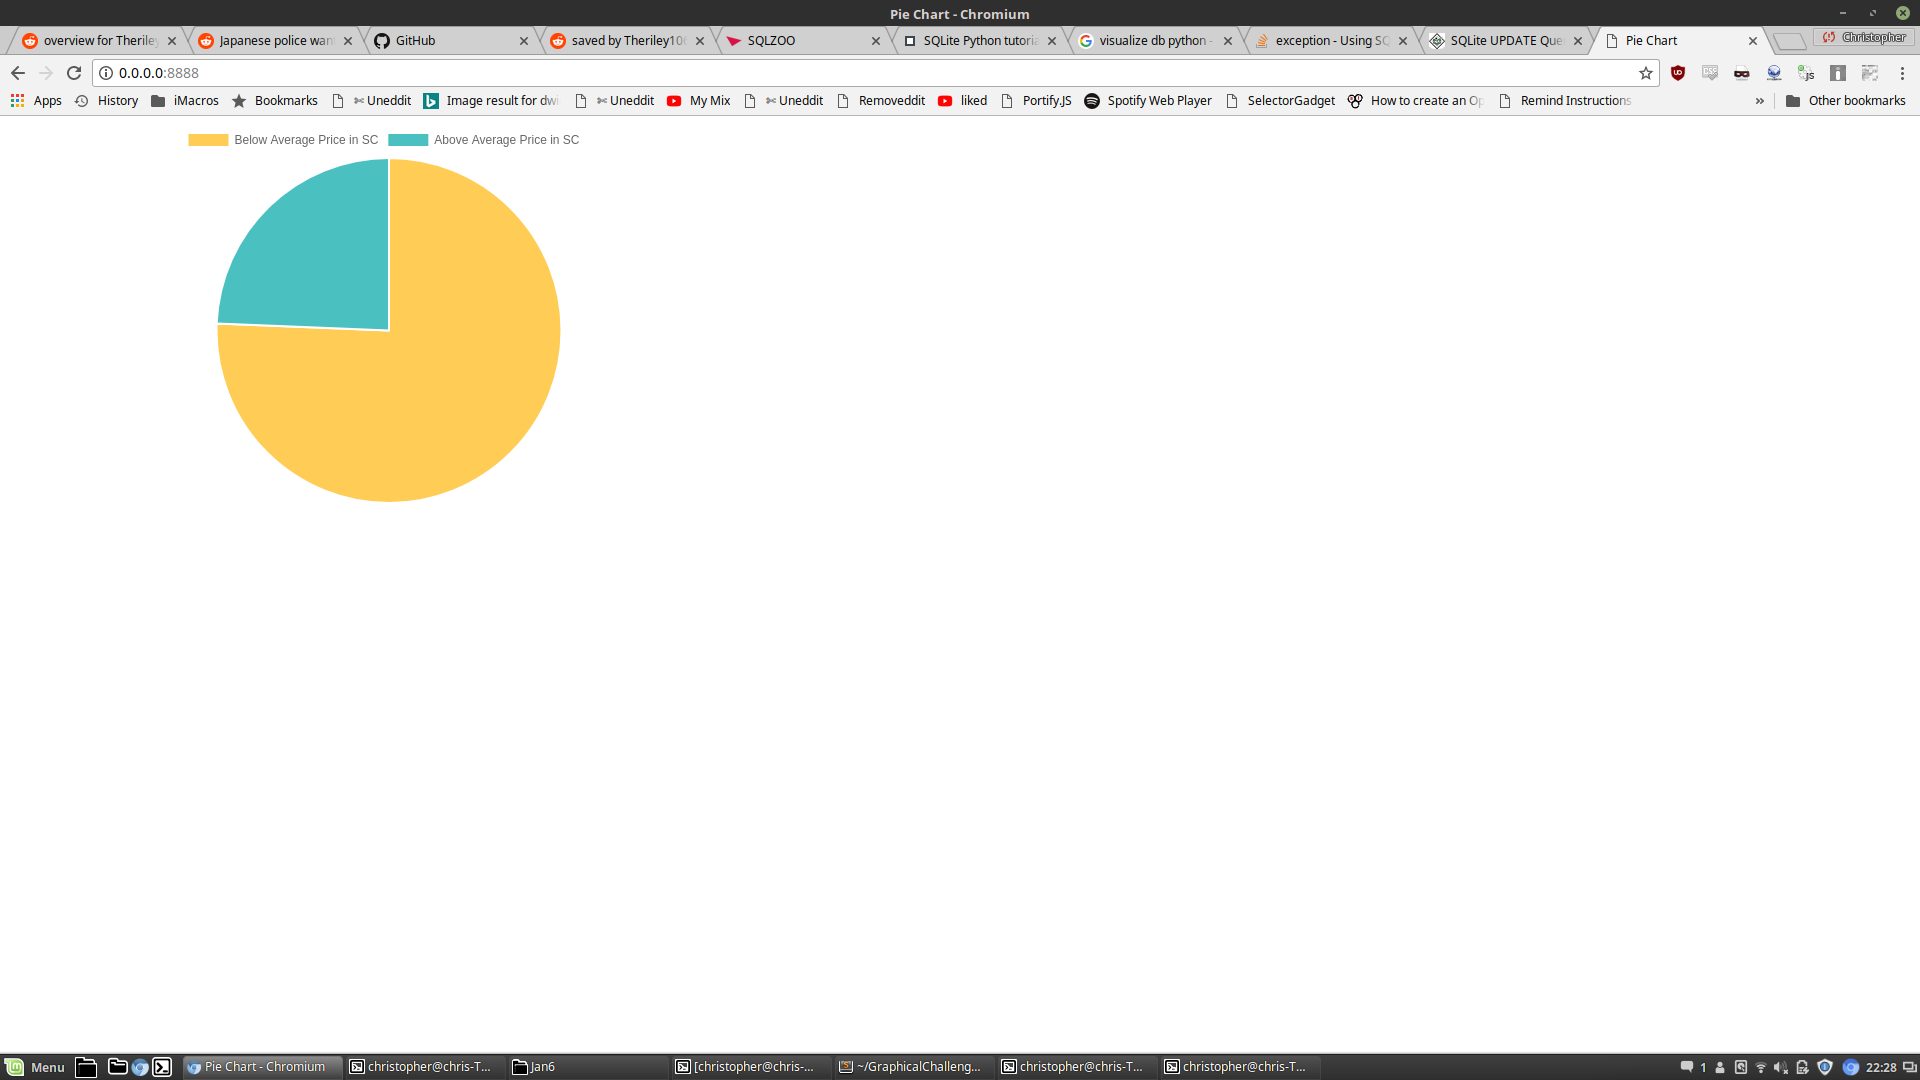 Pie Chart - Chromium
overview for Theriley
Japanese police wan
GitHub
saved by Theriley10
SQLZOO
SQLite Python tutoria
visualize db python -
exception - Using SQ
SQLite UPDATE Que
Pie Chart
Christopher
0.0.0.0:8888
Apps
History
iMacros
Bookmarks
✄ Uneddit
Image result for dwi
✄ Uneddit
My Mix
✄ Uneddit
Removeddit
liked
Portify.JS
Spotify Web Player
SelectorGadget
How to create an Op
Remind Instructions
»
Other bookmarks
Below Average Price in SC
Above Average Price in SC
Menu
Pie Chart - Chromium
christopher@chris-T...
Jan6
[christopher@chris-...
~/GraphicalChalleng...
christopher@chris-T...
christopher@chris-T...
1
22:28